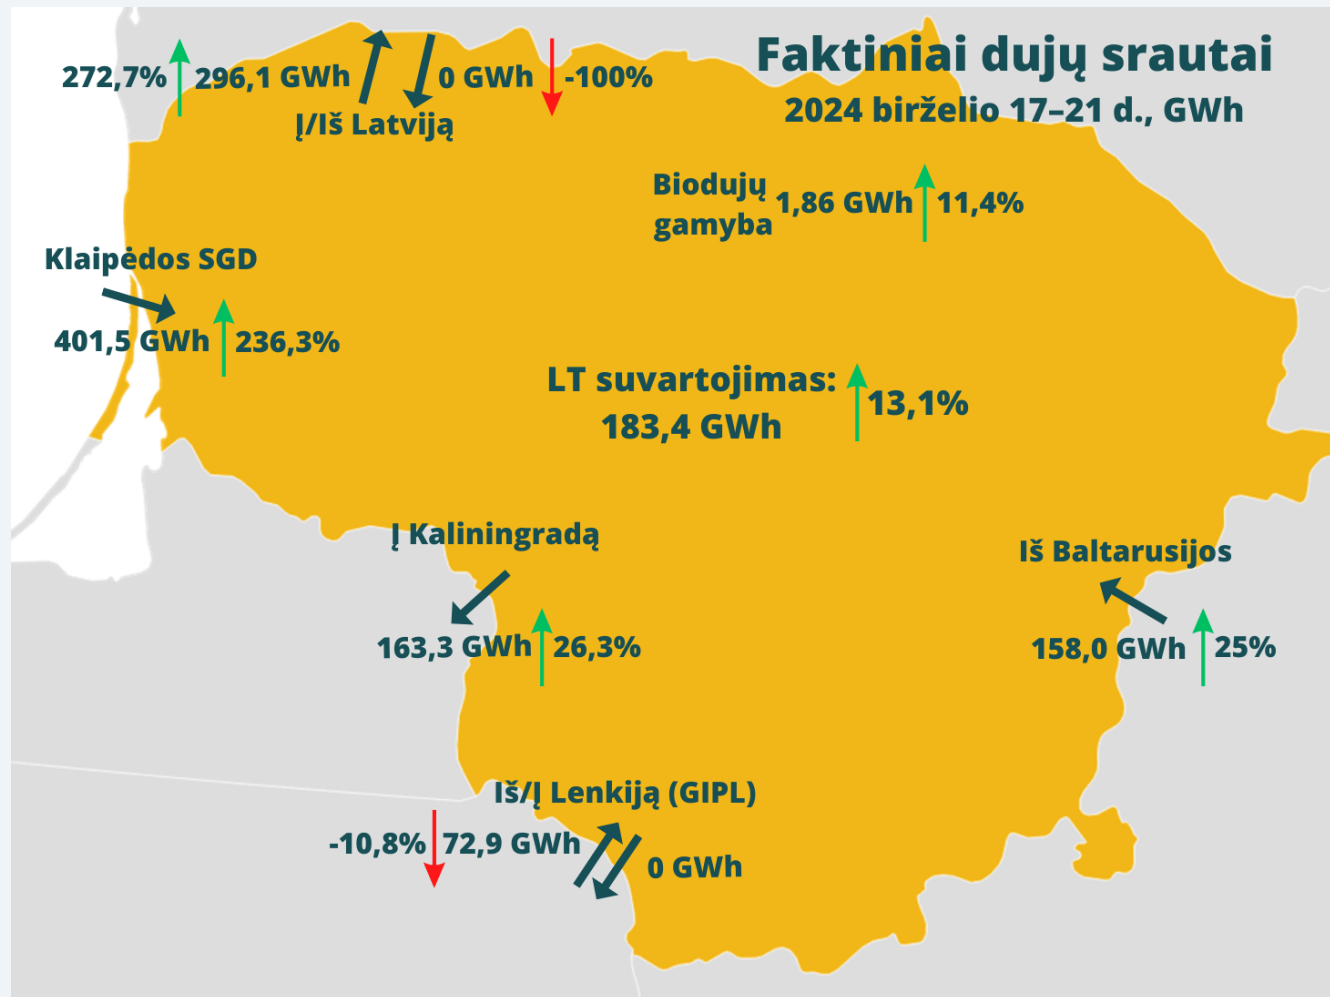 Faktiniai dujų srautai
2024 birželio 17–21 d., GWh
272,7% 296,1 GWh 0 GWh -100%
Į/Iš Latviją
Biodujų
gamyba
1,86 GWh 11,4%
Klaipėdos SGD
401,5 GWh 236,3%
LT suvartojimas:
183,4 GWh
13,1%
Į Kaliningradą
163,3 GWh 26,3%
Iš Baltarusijos
158,0 GWh 25%
Iš/Į Lenkiją (GIPL)
-10,8% 72,9 GWh
0 GWh